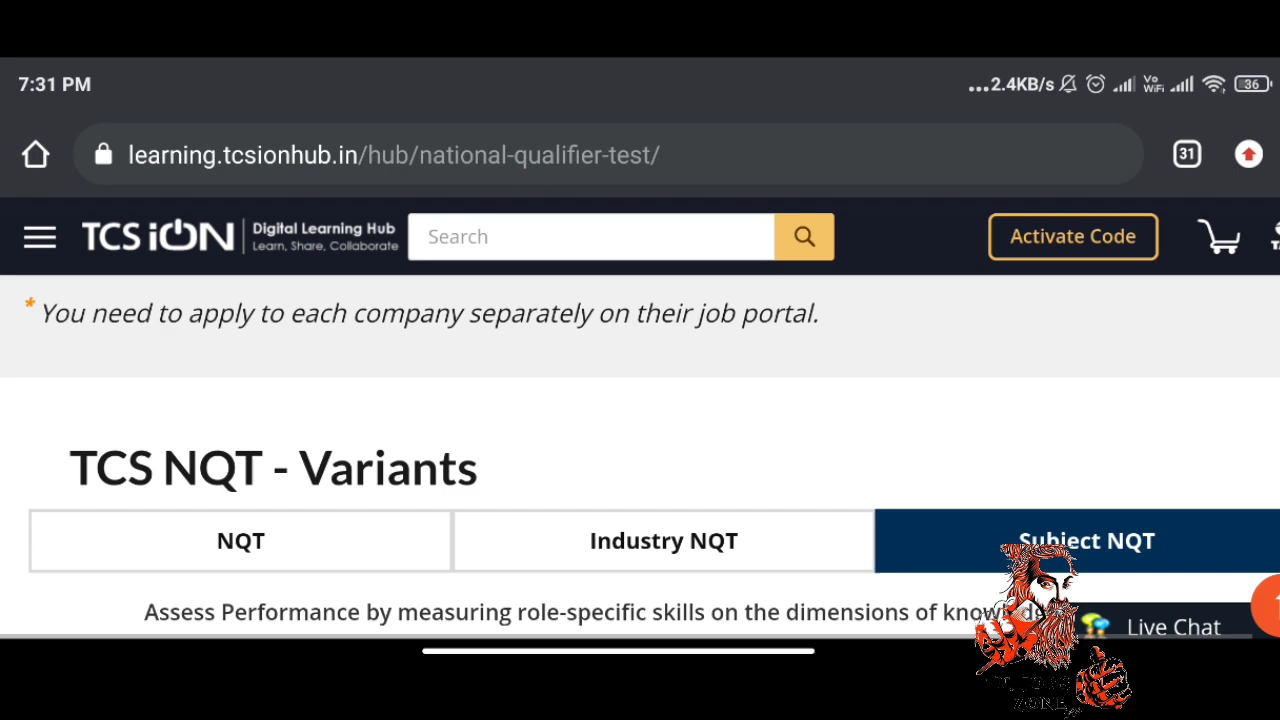 7:31 PM
...2.4KB/s
Vo
WiFi
36
learning.tcsionhub.in/hub/national-qualifier-test/
31
TCS iON
Digital Learning Hub
Learn, Share, Collaborate
Search
Activate Code
* You need to apply to each company separately on their job portal.
TCS NQT - Variants
NQT
Industry NQT
Subject NQT
Assess Performance by measuring role-specific skills on the dimensions of
Live Chat
ZONE